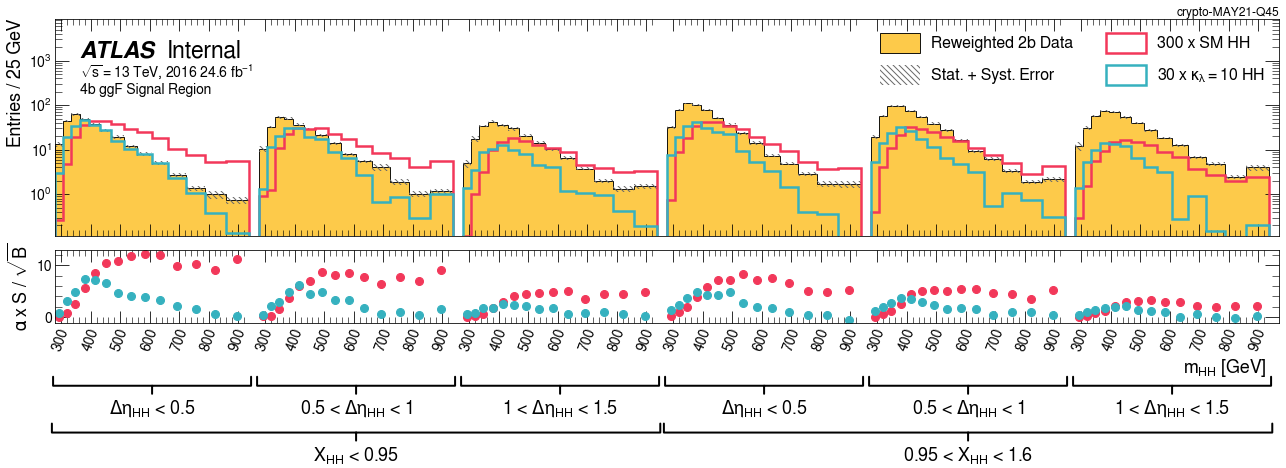 crypto-MAY21-Q45
Entries / 25 GeV
10³
10²
10¹
10⁰
ATLAS Internal
√s = 13 TeV, 2016 24.6 fb⁻¹
4b ggF Signal Region
Reweighted 2b Data
300 x SM HH
Stat. + Syst. Error
30 x κλ = 10 HH
α x S / √B
10
0
300 400 500 600 700 800 900 300 400 500 600 700 800 900 300 400 500 600 700 800 900 300 400 500 600 700 800 900 300 400 500 600 700 800 900 300 400 500 600 700 800 900
mHH [GeV]
ΔηHH < 0.5 0.5 < ΔηHH < 1 1 < ΔηHH < 1.5 ΔηHH < 0.5 0.5 < ΔηHH < 1 1 < ΔηHH < 1.5
XHH < 0.95 0.95 < XHH < 1.6